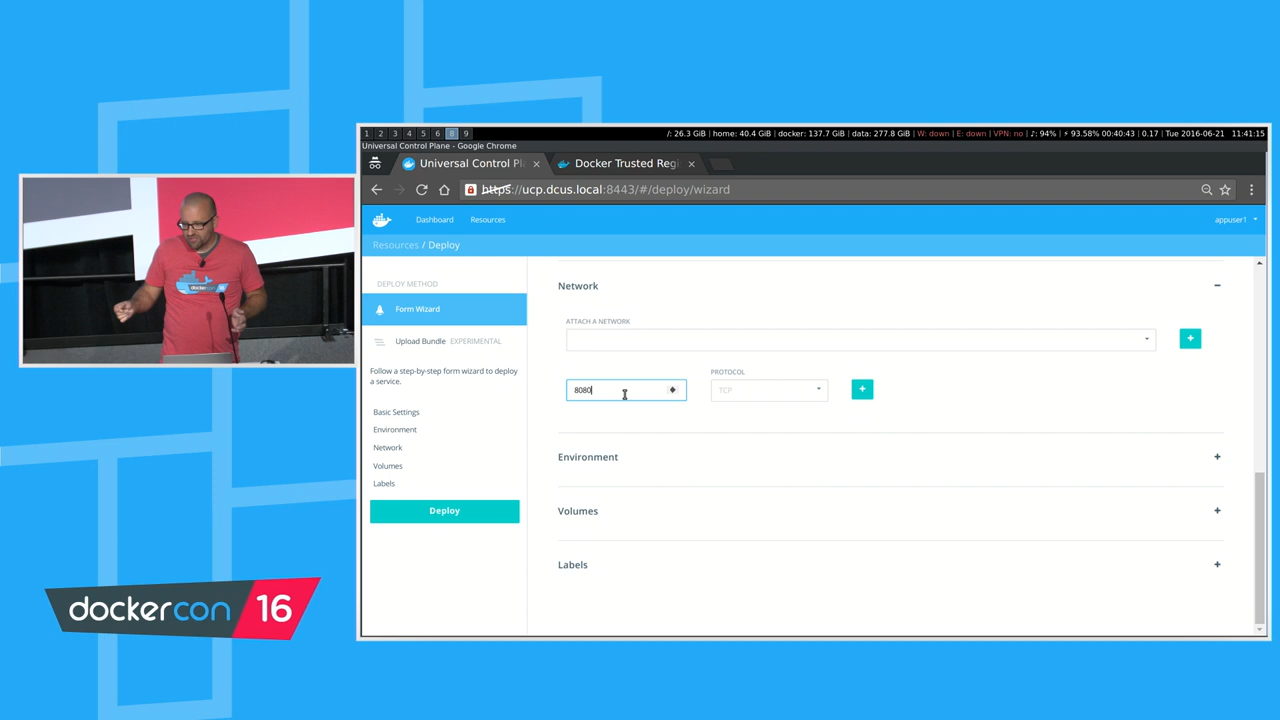 1 2 3 4 5 6 8 9
/: 26.3 GiB | home: 40.4 GiB | docker: 137.7 GiB | data: 277.8 GiB | W: down | E: down | VPN: no | ♪: 94% | ⚡ 93.58% 00:40:43 | 0.17 | Tue 2016-06-21 | 11:41:15
Universal Control Plane - Google Chrome
Universal Control Pl
Docker Trusted Regi
https://ucp.dcus.local:8443/#/deploy/wizard
Dashboard
Resources
appuser1
Resources / Deploy
DEPLOY METHOD
Form Wizard
Upload Bundle EXPERIMENTAL
Follow a step-by-step form wizard to deploy
a service.
Basic Settings
Environment
Network
Volumes
Labels
Deploy
Network
ATTACH A NETWORK
PROTOCOL
8080
TCP
Environment
Volumes
Labels
dockercon 16